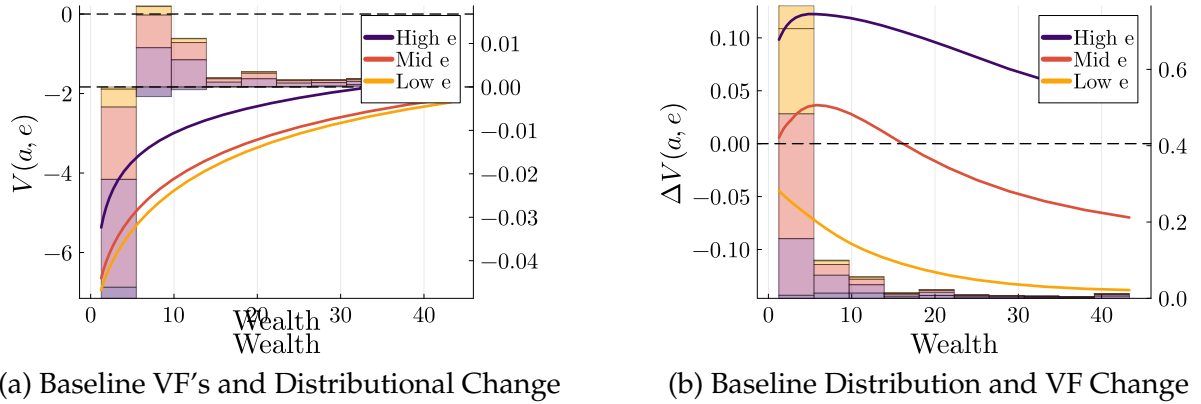 0
−2
−4
−6
V(a, e)
High e
Mid e
Low e
0.01
0.00
−0.01
−0.02
−0.03
−0.04
0
10
20
30
40
Wealth
Wealth
(a) Baseline VF's and Distributional Change
0.10
0.05
0.00
−0.05
−0.10
ΔV(a, e)
High e
Mid e
Low e
0.6
0.4
0.2
0.0
0
10
20
30
40
Wealth
(b) Baseline Distribution and VF Change